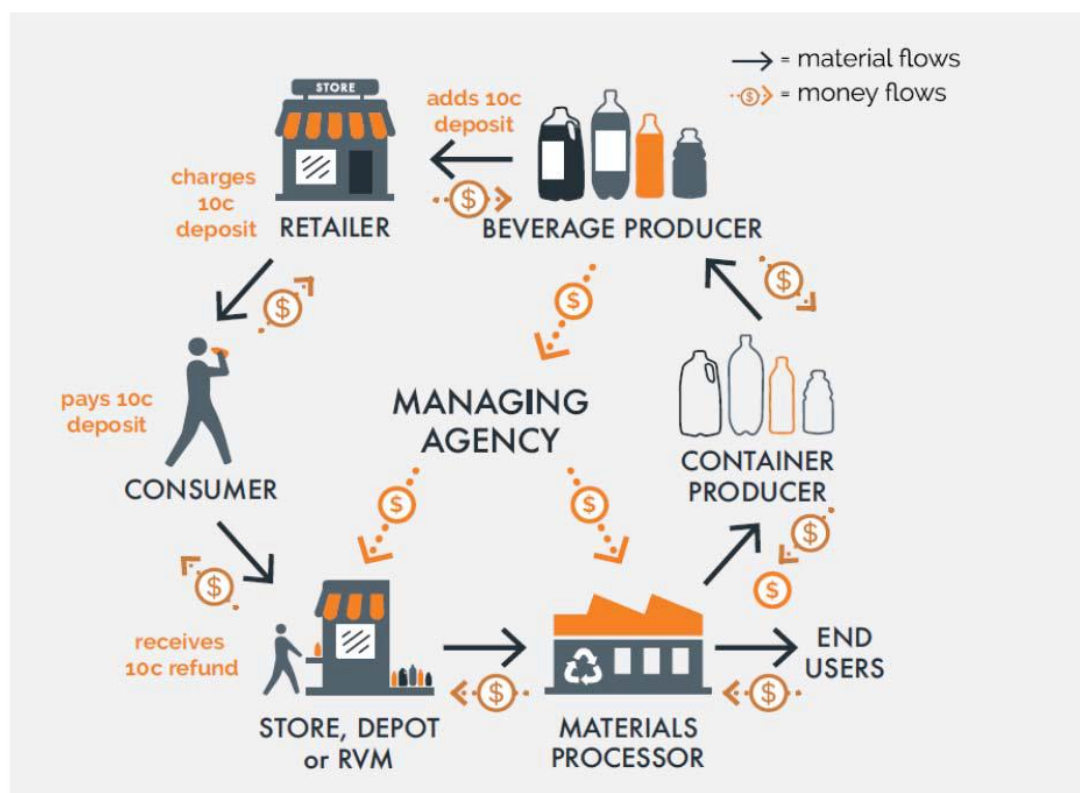 = material flows
= money flows
STORE
adds 10c
deposit
charges
10c
deposit
RETAILER
$
BEVERAGE PRODUCER
$
$
$
pays 10c
deposit
MANAGING
AGENCY
CONSUMER
CONTAINER
PRODUCER
$
$
$
$
$
receives
10c refund
END
USERS
$
$
STORE, DEPOT
or RVM
MATERIALS
PROCESSOR